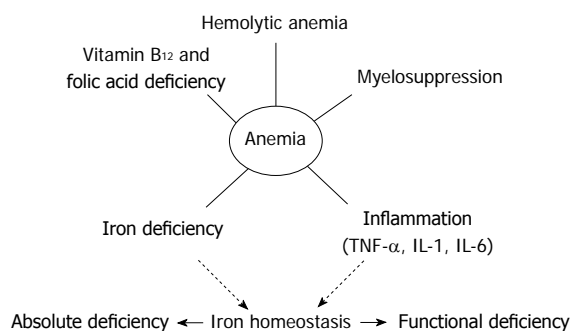 Hemolytic anemia
Vitamin B12 and
folic acid deficiency
Myelosuppression
Anemia
Iron deficiency
Inflammation
(TNF-α, IL-1, IL-6)
Absolute deficiency
Iron homeostasis
Functional deficiency